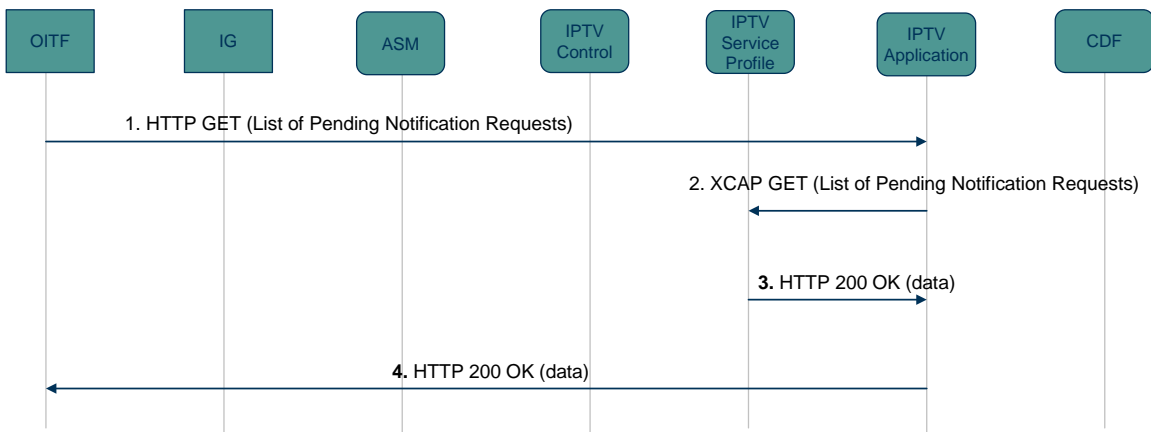 OITF
IG
ASM
IPTV
Control
IPTV
Service
Profile
IPTV
Application
CDF
1. HTTP GET (List of Pending Notification Requests)
2. XCAP GET (List of Pending Notification Requests)
3. HTTP 200 OK (data)
4. HTTP 200 OK (data)